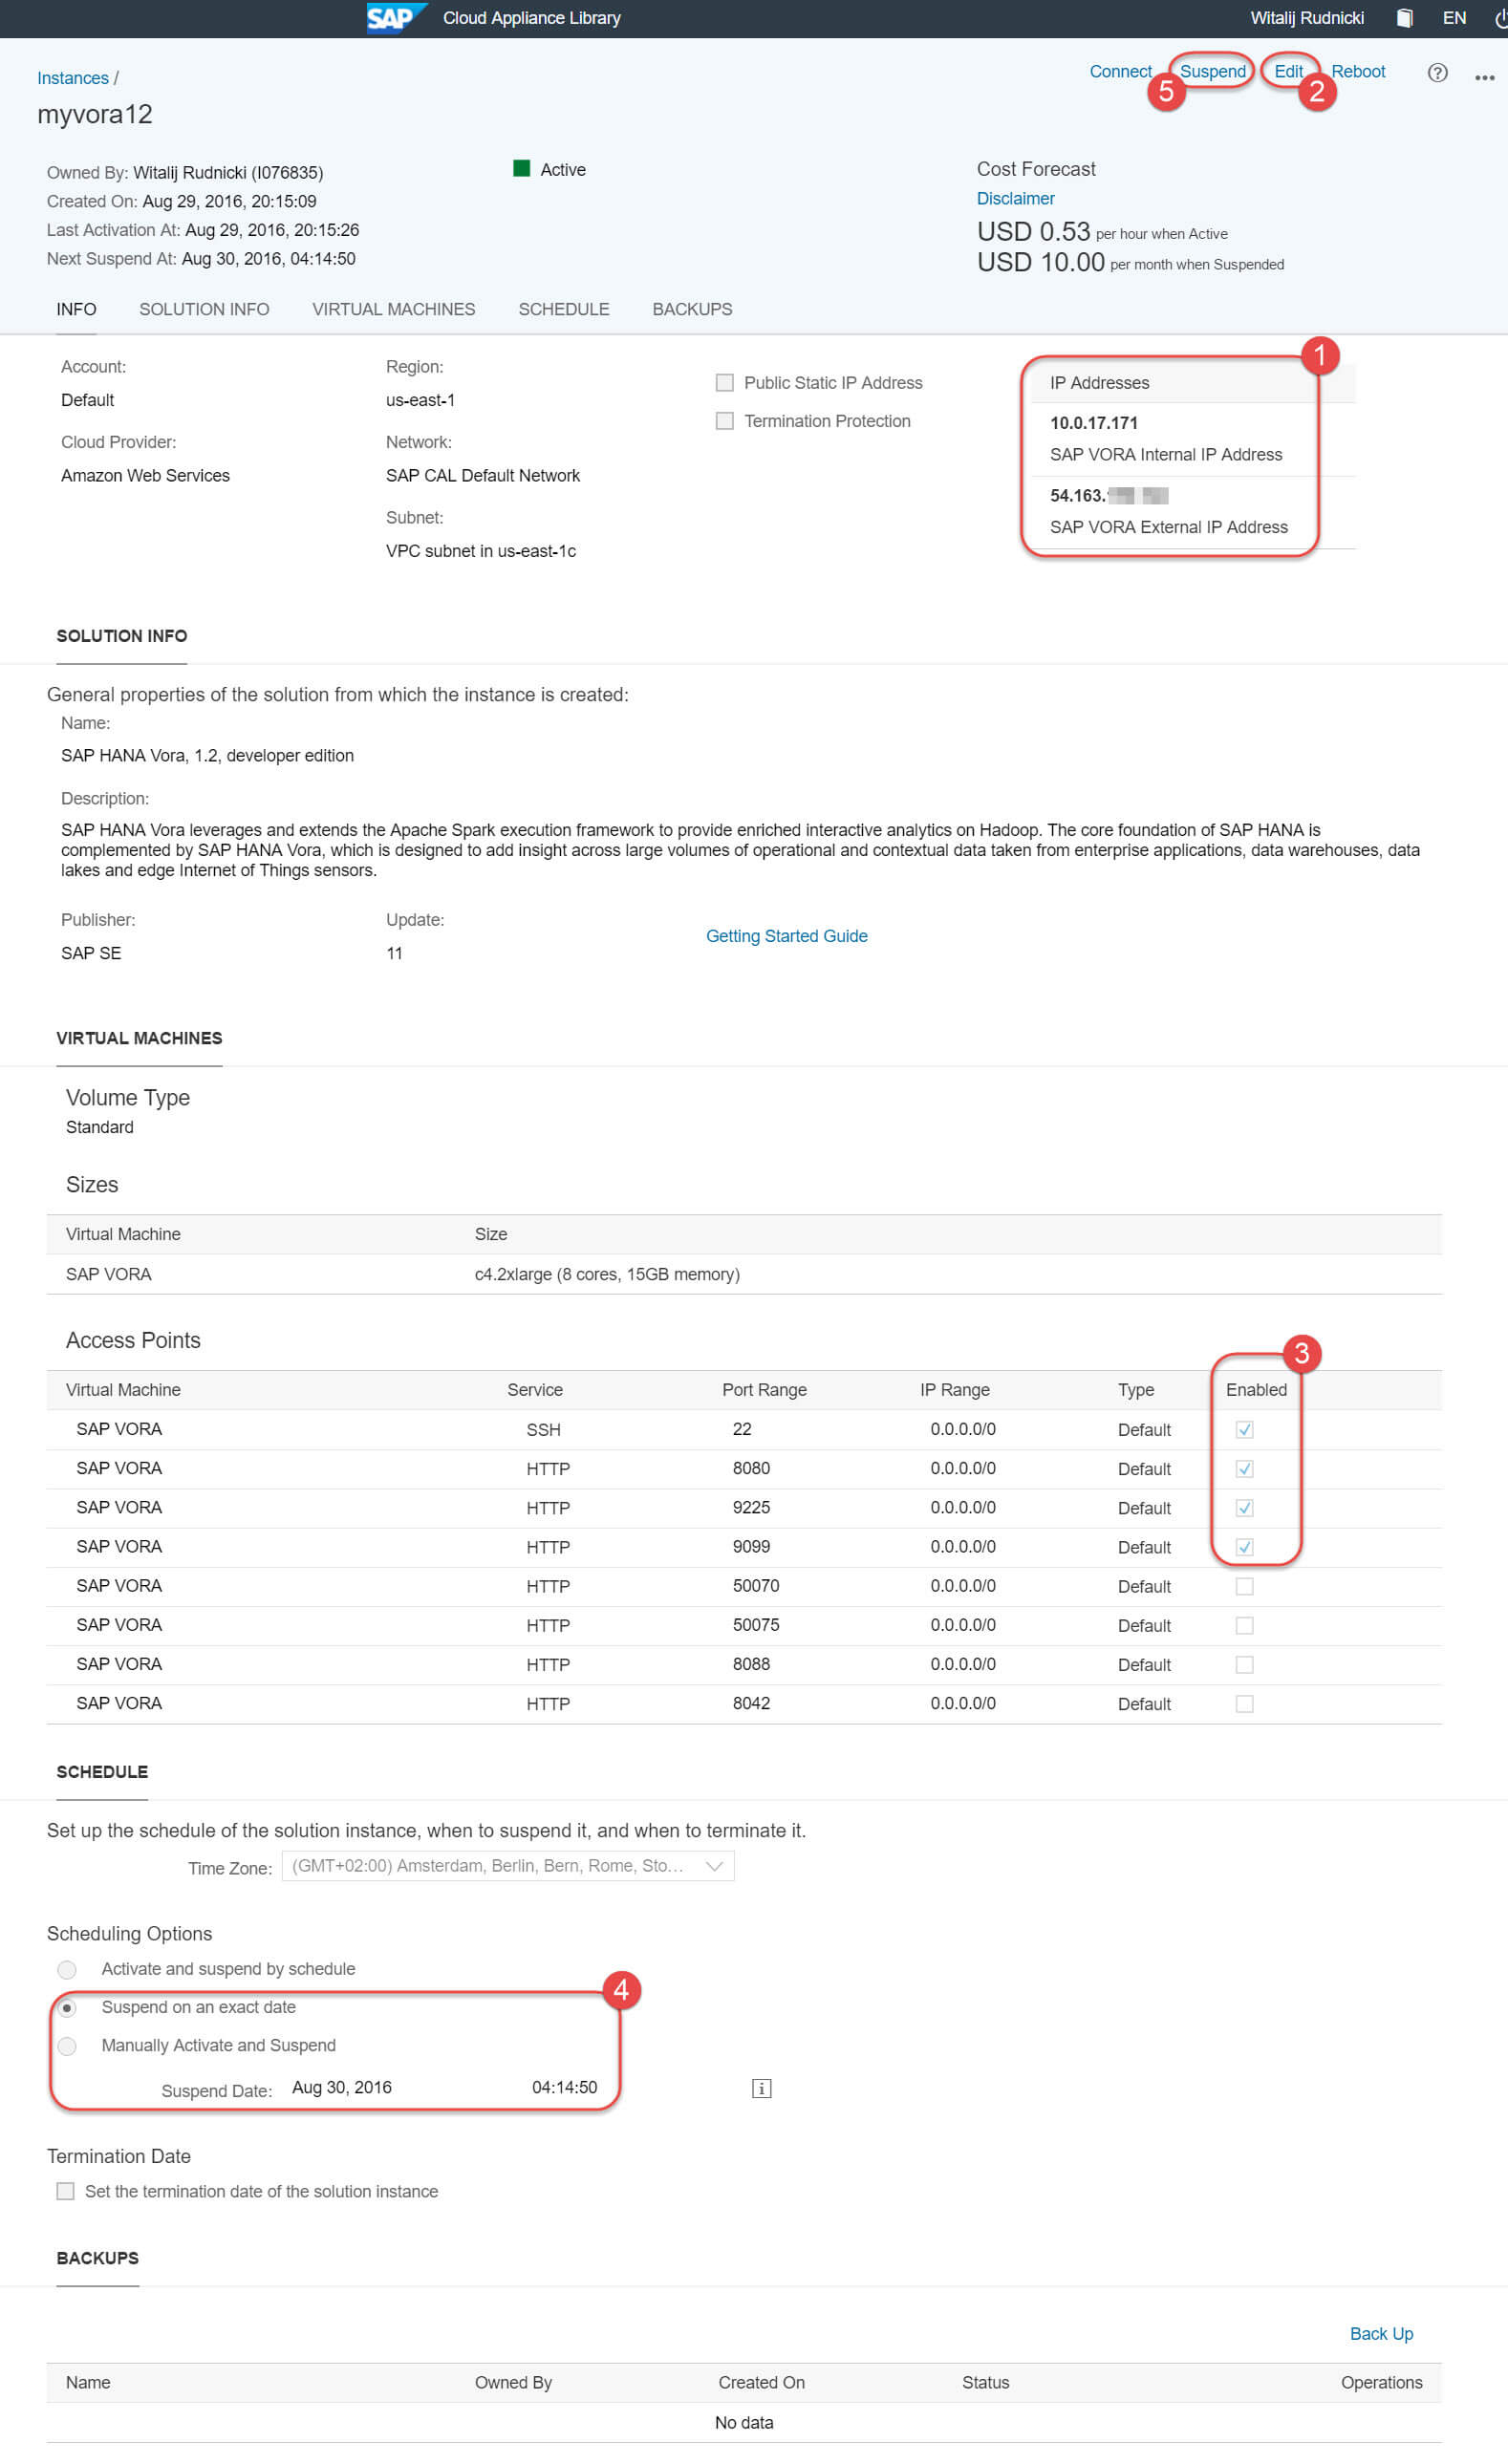 SAP Cloud Appliance Library Witalij Rudnicki EN
Instances / Connect Suspend Edit Reboot ? ...
5 2
myvora12
Owned By: Witalij Rudnicki (I076835) Active Cost Forecast
Created On: Aug 29, 2016, 20:15:09 Disclaimer
Last Activation At: Aug 29, 2016, 20:15:26 USD 0.53 per hour when Active
Next Suspend At: Aug 30, 2016, 04:14:50 USD 10.00 per month when Suspended
INFO SOLUTION INFO VIRTUAL MACHINES SCHEDULE BACKUPS
1
Account: Region: Public Static IP Address IP Addresses
Default us-east-1 Termination Protection 10.0.17.171
Cloud Provider: Network: SAP VORA Internal IP Address
Amazon Web Services SAP CAL Default Network 54.163.
Subnet: SAP VORA External IP Address
VPC subnet in us-east-1c
SOLUTION INFO
General properties of the solution from which the instance is created:
Name:
SAP HANA Vora, 1.2, developer edition
Description:
SAP HANA Vora leverages and extends the Apache Spark execution framework to provide enriched interactive analytics on Hadoop. The core foundation of SAP HANA is
complemented by SAP HANA Vora, which is designed to add insight across large volumes of operational and contextual data taken from enterprise applications, data warehouses, data
lakes and edge Internet of Things sensors.
Publisher: Update: Getting Started Guide
SAP SE 11
VIRTUAL MACHINES
Volume Type
Standard
Sizes
Virtual Machine Size
SAP VORA c4.2xlarge (8 cores, 15GB memory)
Access Points
3
Virtual Machine Service Port Range IP Range Type Enabled
SAP VORA SSH 22 0.0.0.0/0 Default
SAP VORA HTTP 8080 0.0.0.0/0 Default
SAP VORA HTTP 9225 0.0.0.0/0 Default
SAP VORA HTTP 9099 0.0.0.0/0 Default
SAP VORA HTTP 50070 0.0.0.0/0 Default
SAP VORA HTTP 50075 0.0.0.0/0 Default
SAP VORA HTTP 8088 0.0.0.0/0 Default
SAP VORA HTTP 8042 0.0.0.0/0 Default
SCHEDULE
Set up the schedule of the solution instance, when to suspend it, and when to terminate it.
Time Zone: (GMT+02:00) Amsterdam, Berlin, Bern, Rome, Sto...
Scheduling Options
Activate and suspend by schedule
4
Suspend on an exact date
Manually Activate and Suspend
Suspend Date: Aug 30, 2016 04:14:50 i
Termination Date
Set the termination date of the solution instance
BACKUPS
Back Up
Name Owned By Created On Status Operations
No data